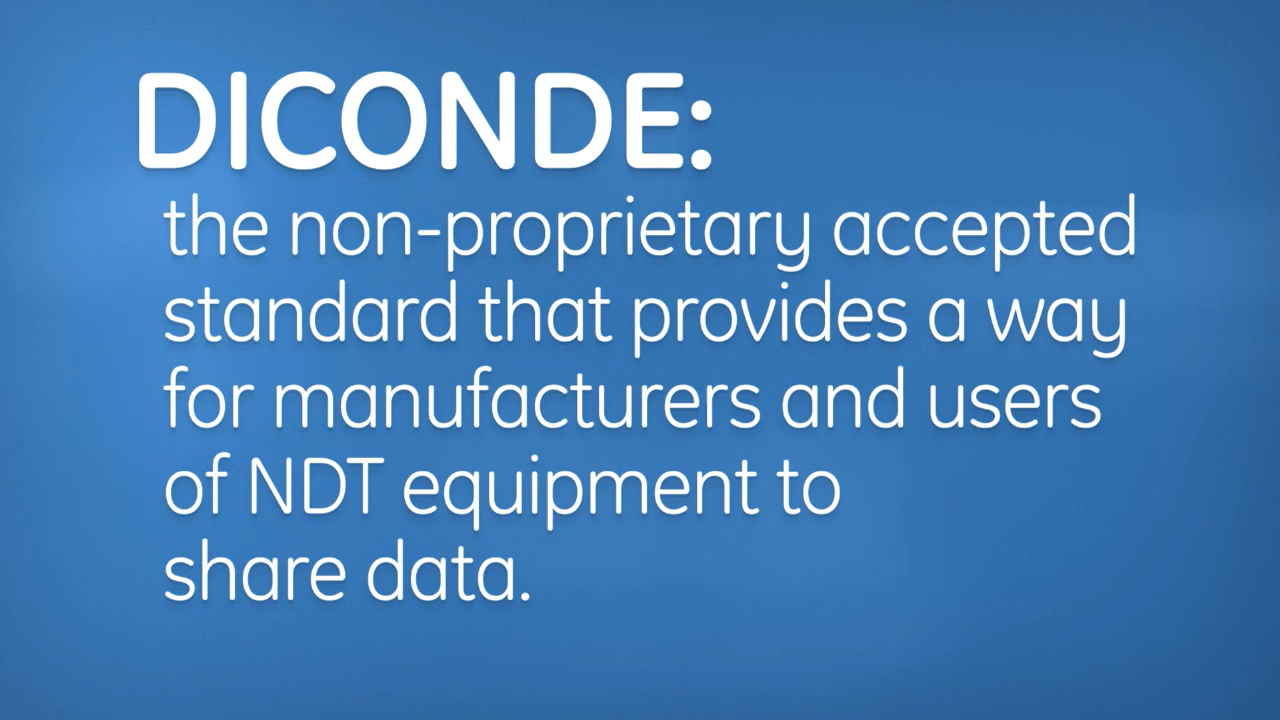 DICONDE:
the non-proprietary accepted
standard that provides a way
for manufacturers and users
of NDT equipment to
share data.